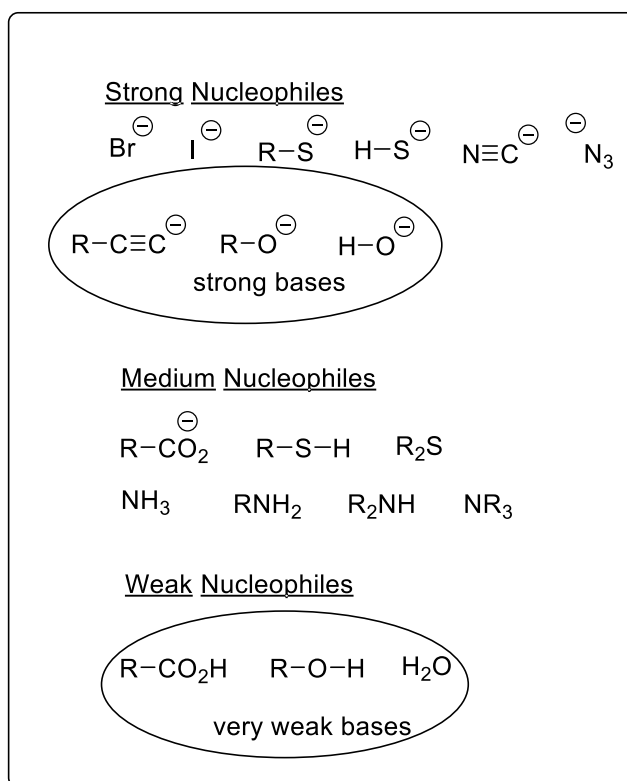 Strong Nucleophiles
Br⊖ I⊖ R–S⊖ H–S⊖ N≡C⊖ ⊖N₃
R–C≡C⊖ R–O⊖ H–O⊖
strong bases
Medium Nucleophiles
R–CO₂⊖ R–S–H R₂S
NH₃ RNH₂ R₂NH NR₃
Weak Nucleophiles
R–CO₂H R–O–H H₂O
very weak bases